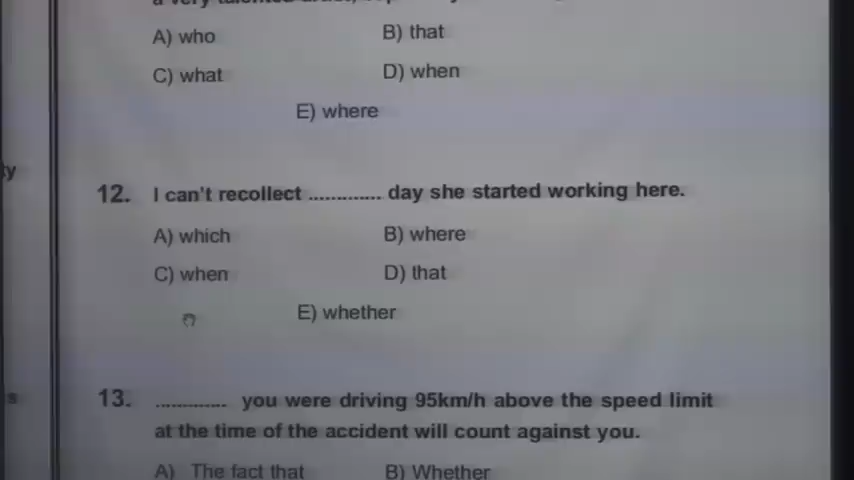 A) who
B) that
C) what
D) when
E) where
ty
12. I can't recollect ............. day she started working here.
A) which
B) where
C) when
D) that
E) whether
s
13. ............. you were driving 95km/h above the speed limit
at the time of the accident will count against you.
A) The fact that
B) Whether